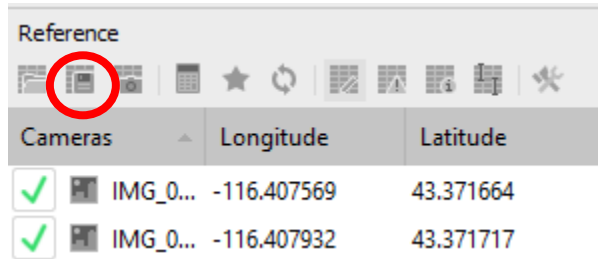 Reference
Cameras Longitude Latitude
IMG_0... -116.407569 43.371664
IMG_0... -116.407932 43.371717